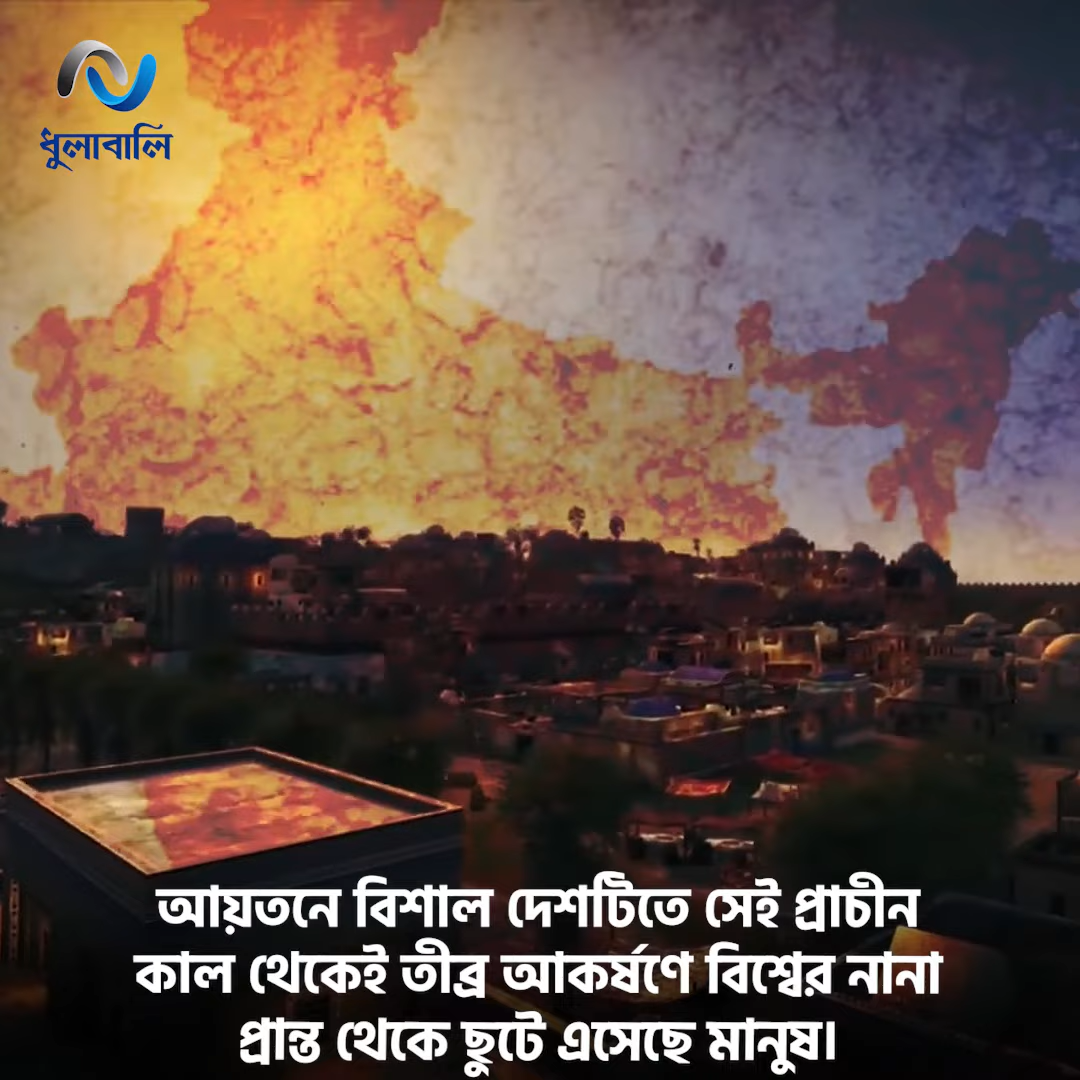 ধুলাবালি
আয়তনে বিশাল দেশটিতে সেই প্রাচীন
কাল থেকেই তীব্র আকর্ষণে বিশ্বের নানা
প্রান্ত থেকে ছুটে এসেছে মানুষ।